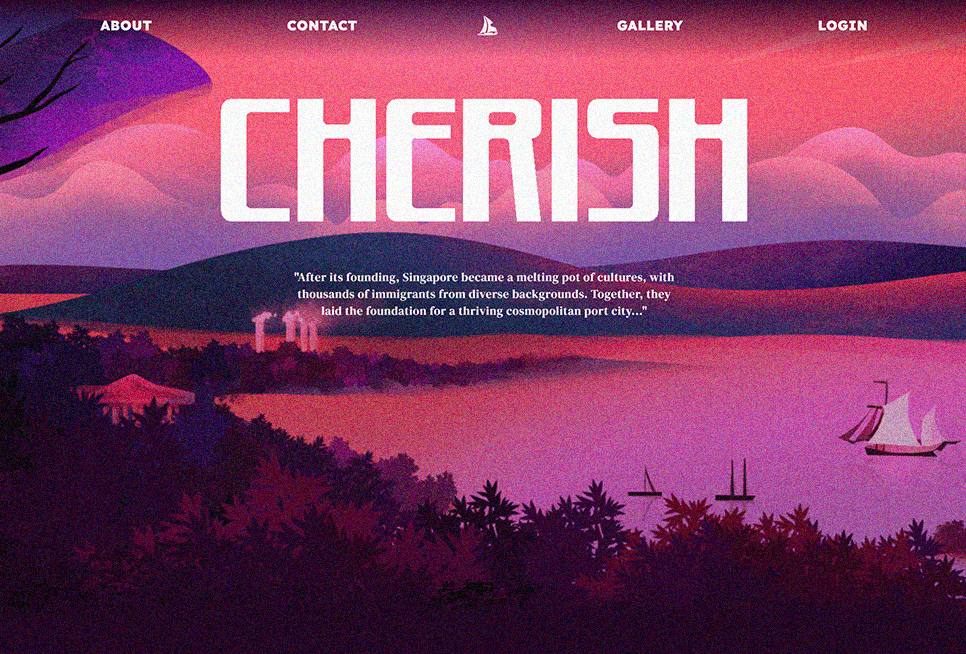 ABOUT CONTACT GALLERY LOGIN
CHERISH
"After its founding, Singapore became a melting pot of cultures, with
thousands of immigrants from diverse backgrounds. Together, they
laid the foundation for a thriving cosmopolitan port city..."